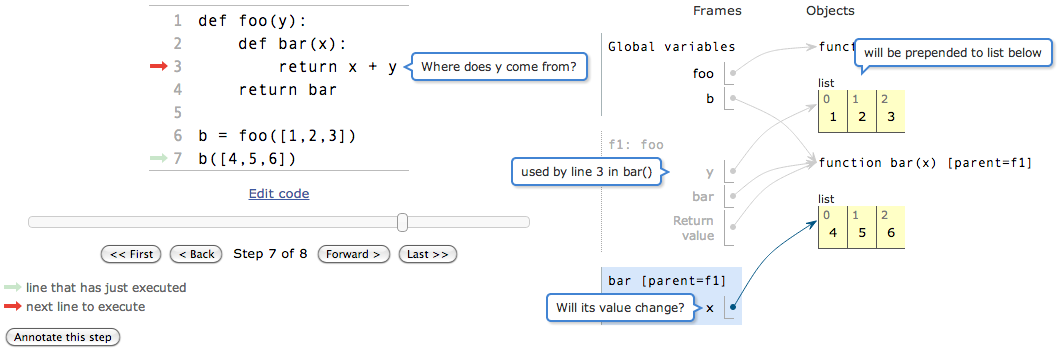 Frames Objects
1 def foo(y):
2 def bar(x):
3 return x + y
Where does y come from?
4 return bar
5
6 b = foo([1,2,3])
7 b([4,5,6])
Edit code
<< First < Back Step 7 of 8 Forward > Last >>
line that has just executed
next line to execute
Annotate this step
Global variables
foo
b
f1: foo
used by line 3 in bar()
y
bar
Return
value
bar [parent=f1]
Will its value change?
x
func
will be prepended to list below
list
0 1 2
1 2 3
function bar(x) [parent=f1]
list
0 1 2
4 5 6